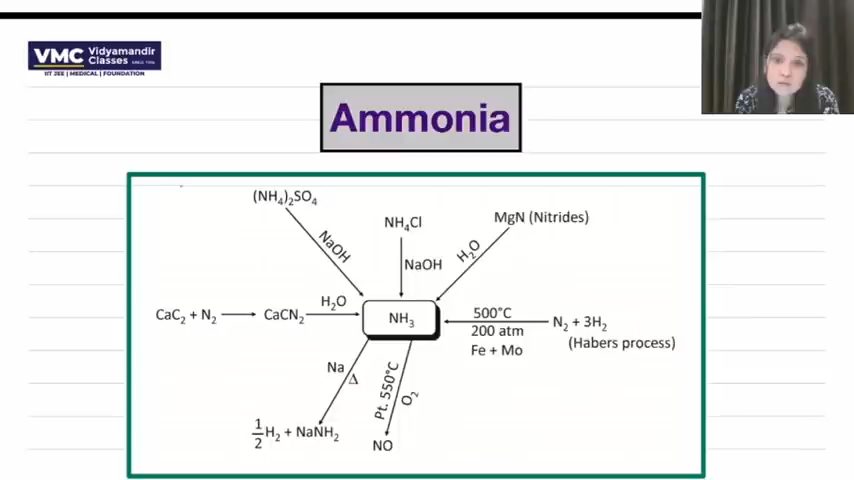 VMC Vidyamandir Classes SINCE 1986
IIT JEE | MEDICAL | FOUNDATION
Ammonia
(NH₄)₂SO₄
NaOH
NH₄Cl
NaOH
MgN (Nitrides)
H₂O
CaC₂ + N₂
CaCN₂
H₂O
NH₃
500°C
200 atm
Fe + Mo
N₂ + 3H₂
(Habers process)
Na
Δ
Pt. 550°C
O₂
1/2 H₂ + NaNH₂
NO